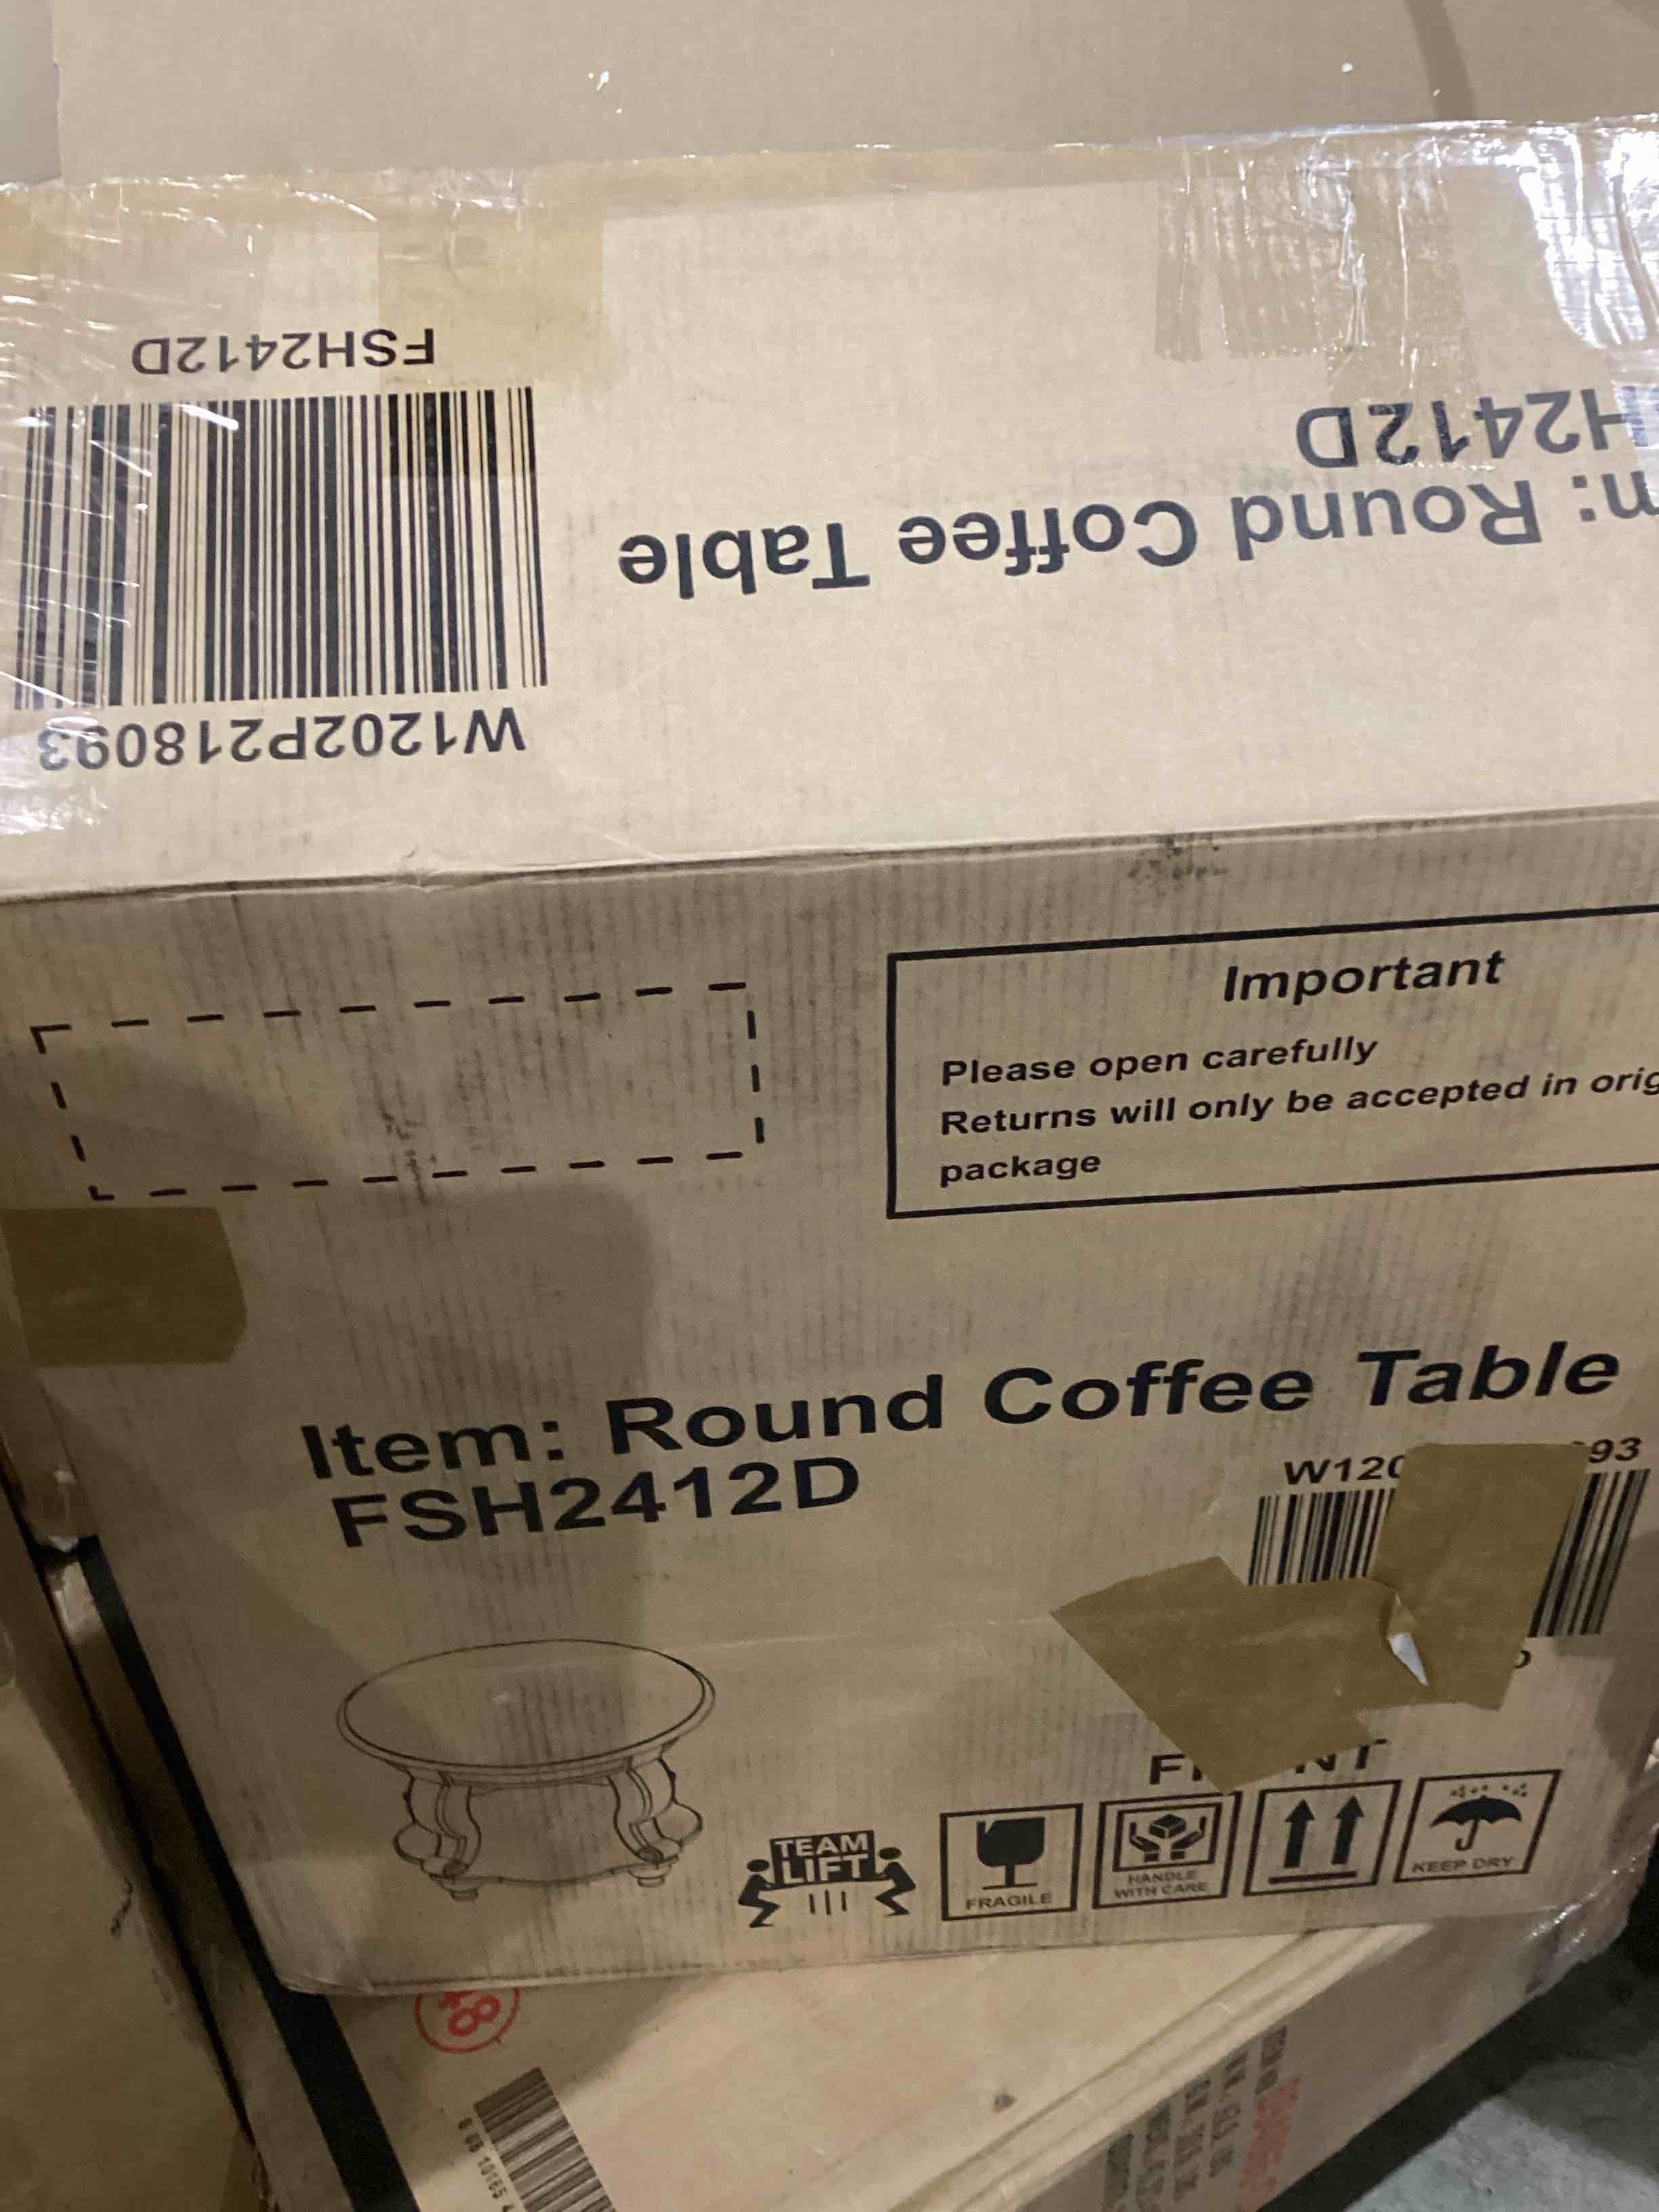 FSH2412D
W1202P218093
H2412D
m: Round Coffee Table
Important
Please open carefully
Returns will only be accepted in orig
package
Item: Round Coffee Table
FSH2412D
W120 93
TEAM
LIFT
FRAGILE
HANDLE
WITH CARE
KEEP DRY